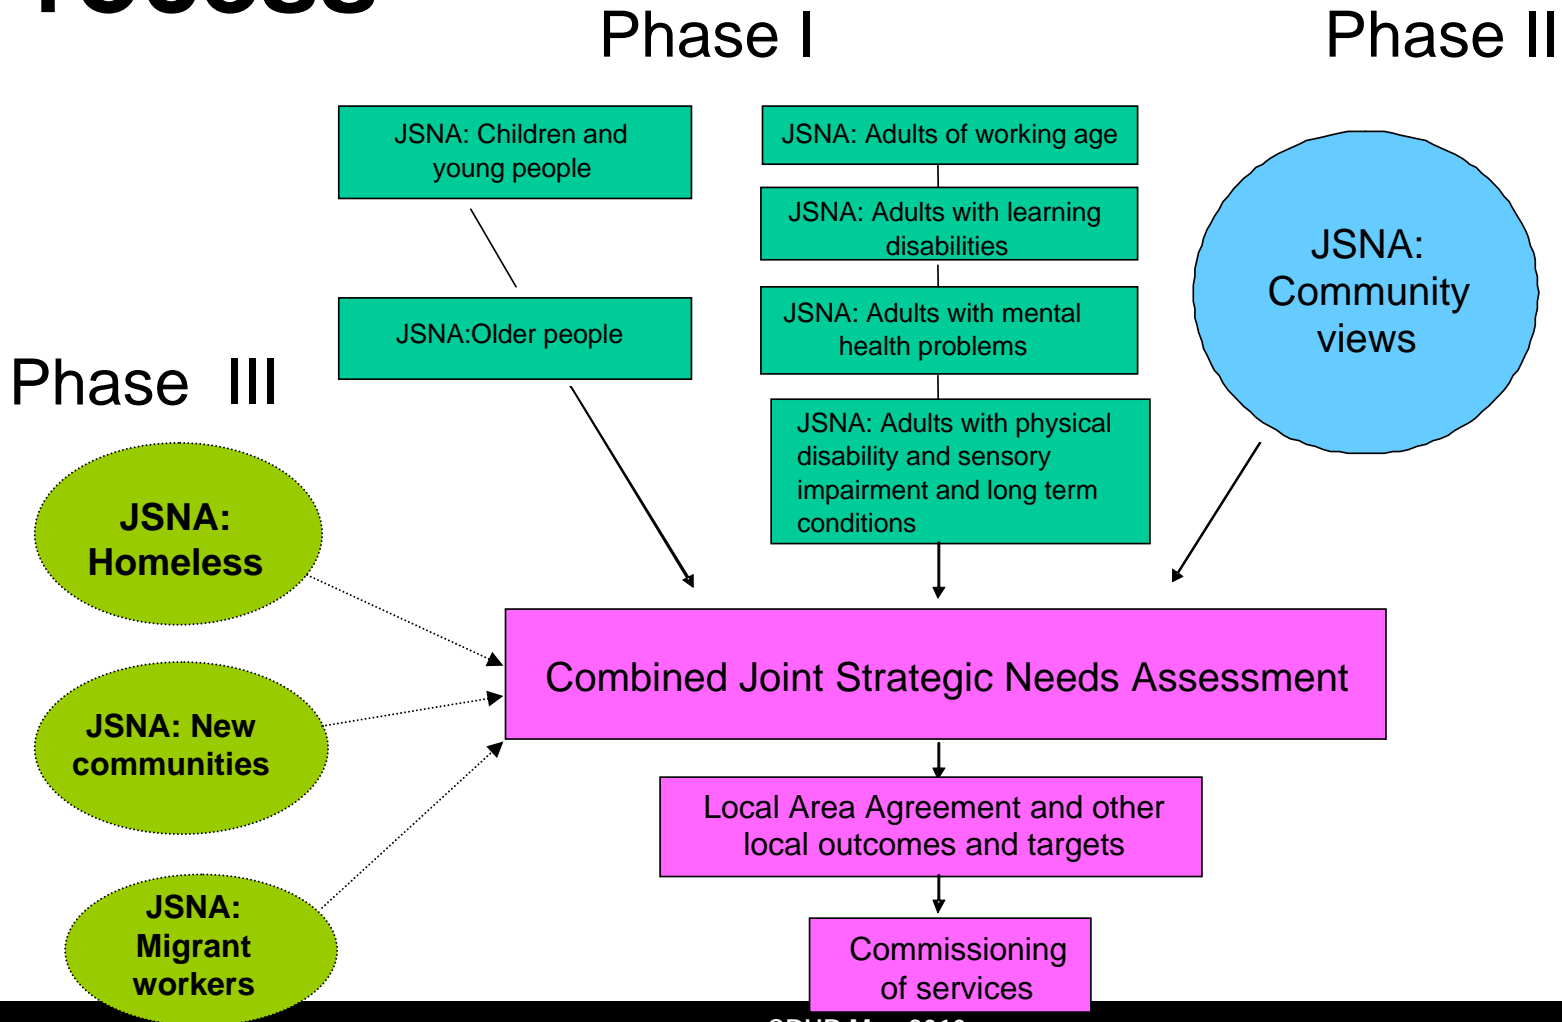 Phase I
Phase II
JSNA: Children and
young people
JSNA: Adults of working age
JSNA: Adults with learning
disabilities
JSNA: Community
views
JSNA:Older people
JSNA: Adults with mental
health problems
Phase III
JSNA: Adults with physical
disability and sensory
impairment and long term
conditions
JSNA:
Homeless
Combined Joint Strategic Needs Assessment
JSNA: New
communities
Local Area Agreement and other
local outcomes and targets
JSNA:
Migrant
workers
Commissioning
of services